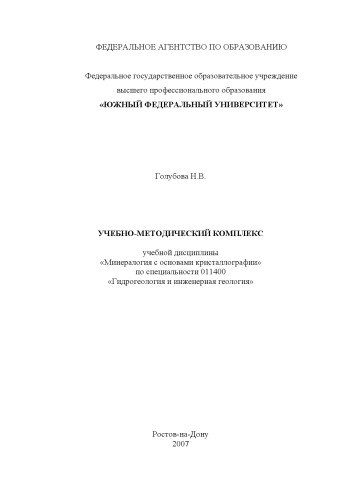 ФЕДЕРАЛЬНОЕ АГЕНТСТВО ПО ОБРАЗОВАНИЮ
Федеральное государственное образовательное учреждение
высшего профессионального образования
«ЮЖНЫЙ ФЕДЕРАЛЬНЫЙ УНИВЕРСИТЕТ»
Голубова Н.В.
УЧЕБНО-МЕТОДИЧЕСКИЙ КОМПЛЕКС
учебной дисциплины
«Минералогия с основами кристаллографии»
по специальности 011400
«Гидрогеология и инженерная геология»
Ростов-на-Дону
2007